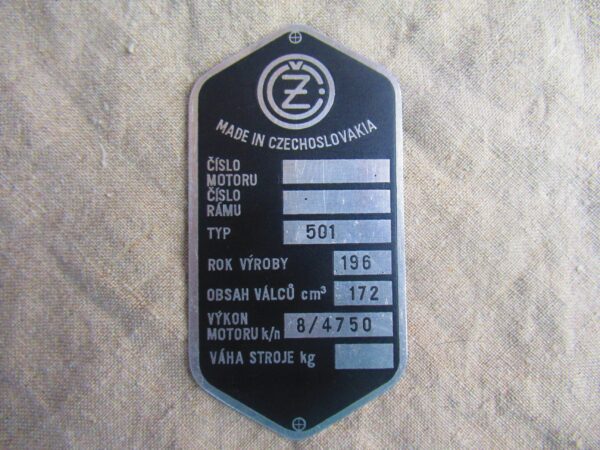 ČZ
MADE IN CZECHOSLOVAKIA
ČÍSLO
MOTORU
ČÍSLO
RÁMU
TYP 501
ROK VÝROBY 196
OBSAH VÁLCŮ cm³ 172
VÝKON
MOTORU k/n 8/4750
VÁHA STROJE kg